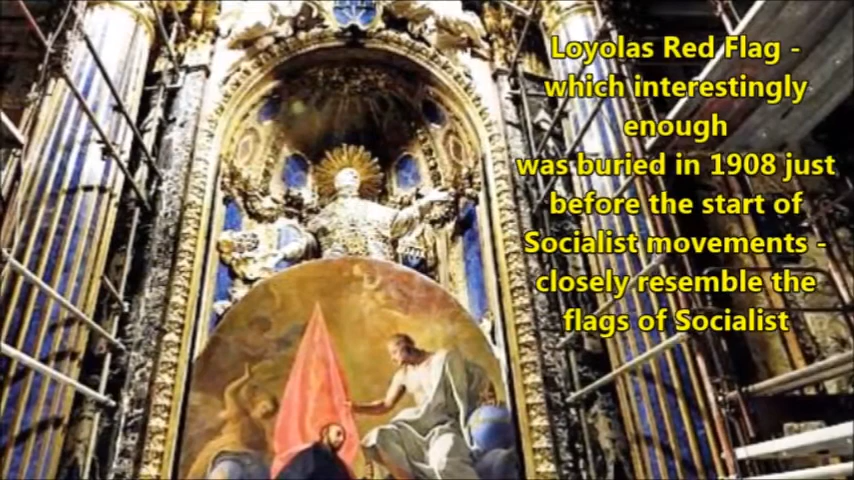 Loyolas Red Flag -
which interestingly
enough
was buried in 1908 just
before the start of
Socialist movements -
closely resemble the
flags of Socialist